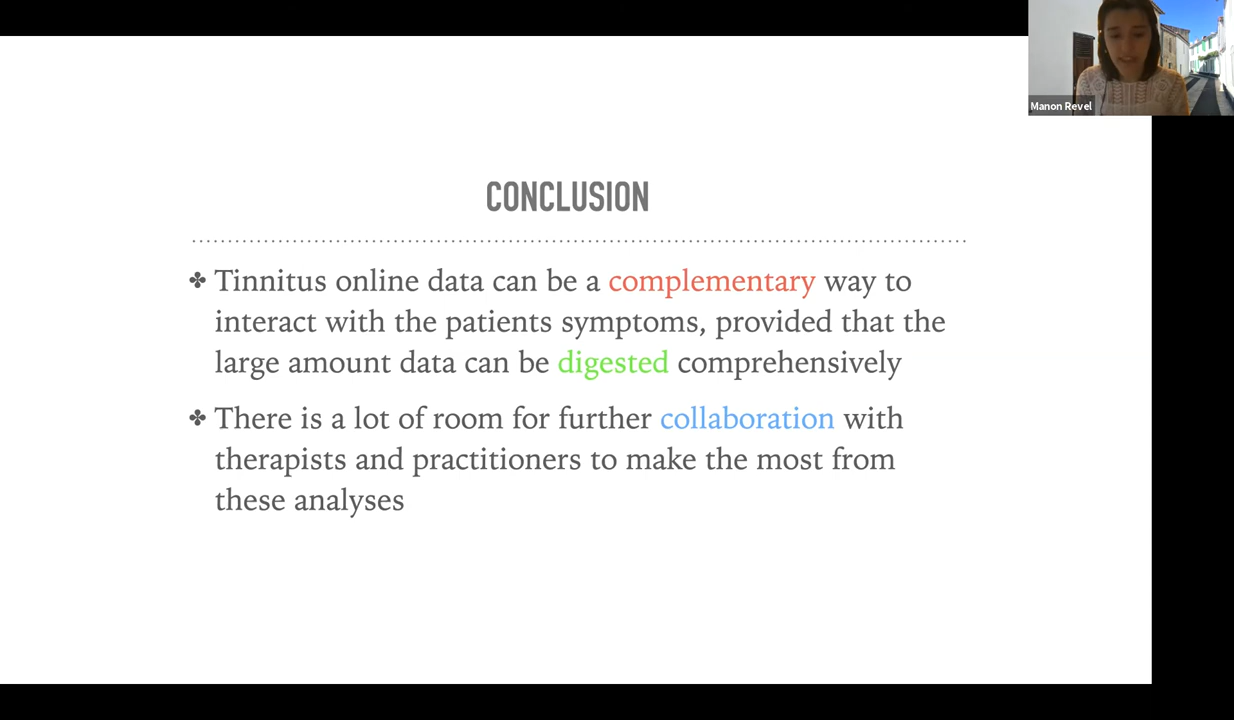 Manon Revel
CONCLUSION
✤ Tinnitus online data can be a complementary way to
interact with the patients symptoms, provided that the
large amount data can be digested comprehensively
✤ There is a lot of room for further collaboration with
therapists and practitioners to make the most from
these analyses